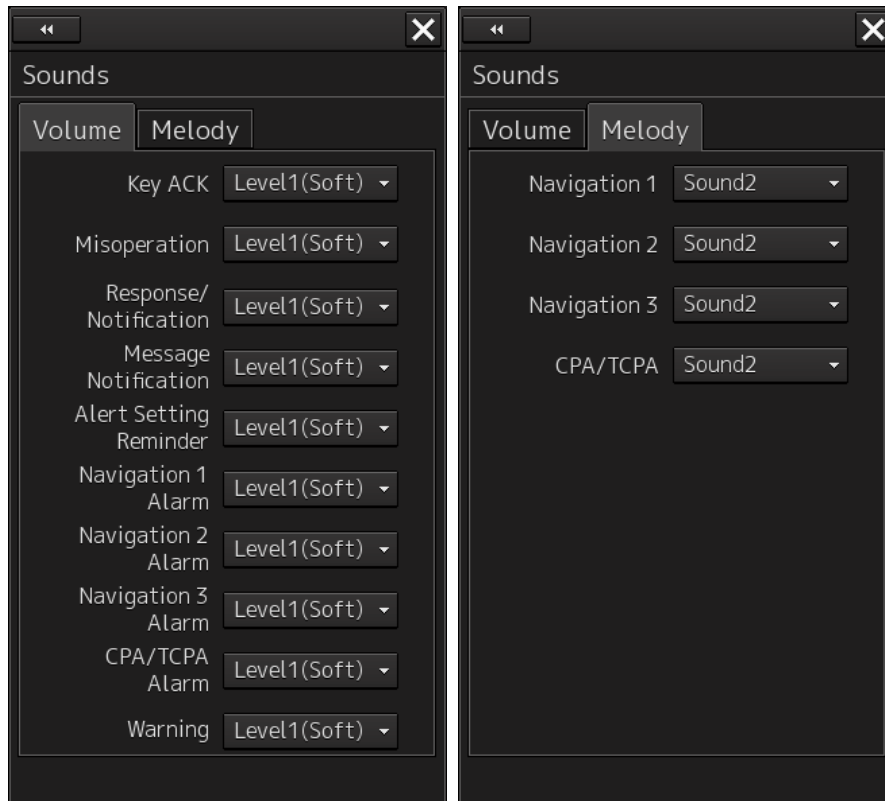 Sounds
Volume Melody
Key ACK Level1(Soft)
Misoperation Level1(Soft)
Response/
Notification Level1(Soft)
Message
Notification Level1(Soft)
Alert Setting
Reminder Level1(Soft)
Navigation 1
Alarm Level1(Soft)
Navigation 2
Alarm Level1(Soft)
Navigation 3
Alarm Level1(Soft)
CPA/TCPA
Alarm Level1(Soft)
Warning Level1(Soft)
Sounds
Volume Melody
Navigation 1 Sound2
Navigation 2 Sound2
Navigation 3 Sound2
CPA/TCPA Sound2